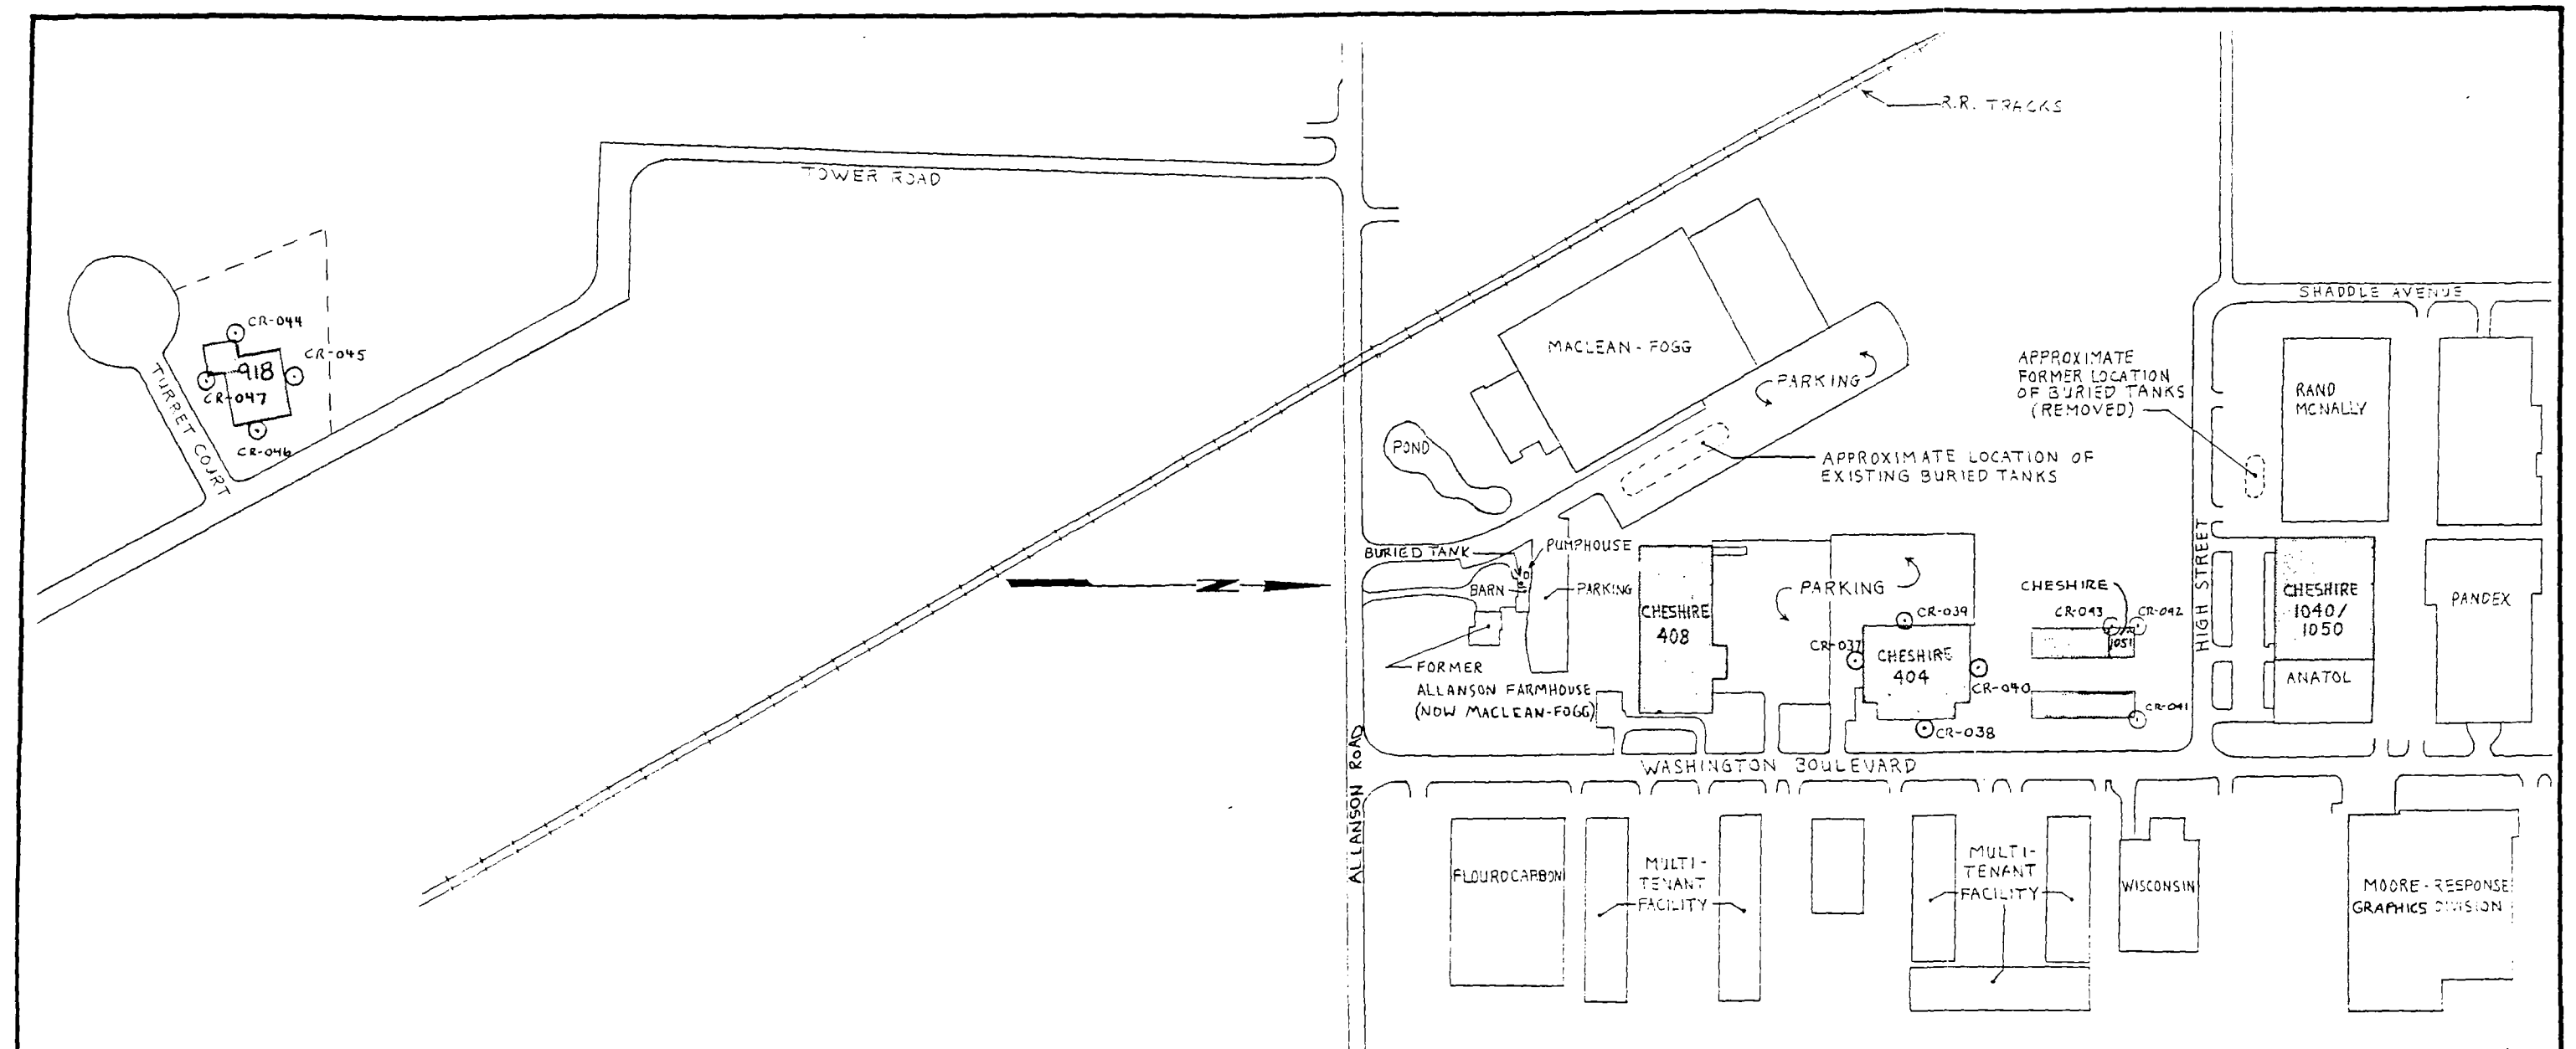 R.R. TRACKS
TOWER ROAD
SHADDLE AVENUE
CR-044
CR-045
918
CR-047
CR-046
TURRET COURT
MACLEAN-FOGG
PARKING
APPROXIMATE
FORMER LOCATION
OF BURIED TANKS
(REMOVED)
RAND
MCNALLY
POND
APPROXIMATE LOCATION OF
EXISTING BURIED TANKS
BURIED TANK
PUMPHOUSE
BARN
PARKING
N
CHESHIRE
408
PARKING
CR-039
CR-037
CHESHIRE
404
CR-040
CR-038
CHESHIRE
CR-043
CR-042
1051
CR-041
HIGH STREET
CHESHIRE
1040/
1050
ANATOL
PANDEX
FORMER
ALLANSON FARMHOUSE
(NOW MACLEAN-FOGG)
WASHINGTON BOULEVARD
ALLANSON ROAD
FLOUROCARBON
MULTI-
TENANT
FACILITY
MULTI-
TENANT
FACILITY
WISCONSIN
MOORE-RESPONSE
GRAPHICS DIVISION